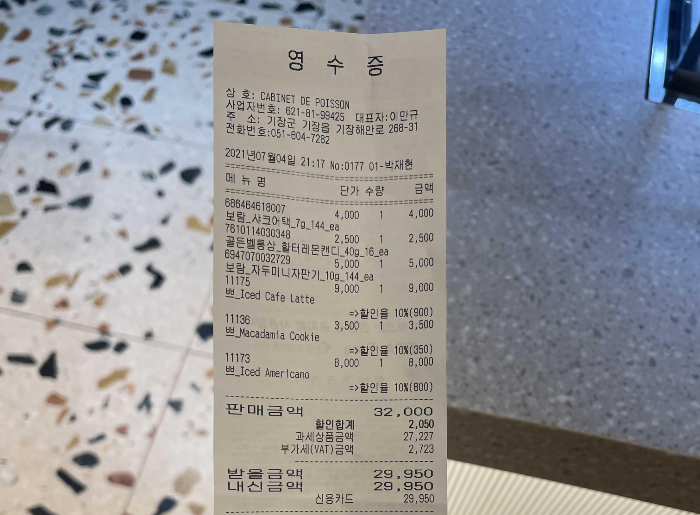 영 수 증
상 호: CABINET DE POISSON
사업자번호: 621-81-99425 대표자:이만규
주 소: 기장군 기장읍 기장해안로 268-31
전화번호:051-604-7282
2021년07월04일 21:17 No:0177 01-박재현
메 뉴 명 단가 수량 금액
686464618007
4,000 1 4,000
보람_샤크어택_7g_144_ea
7610114030348
2,500 1 2,500
골든벨통상_할터레몬캔디_40g_16_ea
6947070032729
5,000 1 5,000
보람_자두미니자판기_10g_144_ea
11175
9,000 1 9,000
쁘_Iced Cafe Latte
=>할인율 10%(900)
11136
3,500 1 3,500
쁘_Macadamia Cookie
=>할인율 10%(350)
11173
8,000 1 8,000
쁘_Iced Americano
=>할인율 10%(800)
판매금액 32,000
할인합계 2,050
과세상품금액 27,227
부가세(VAT)금액 2,723
받을금액 29,950
내신금액 29,950
신용카드 29,950